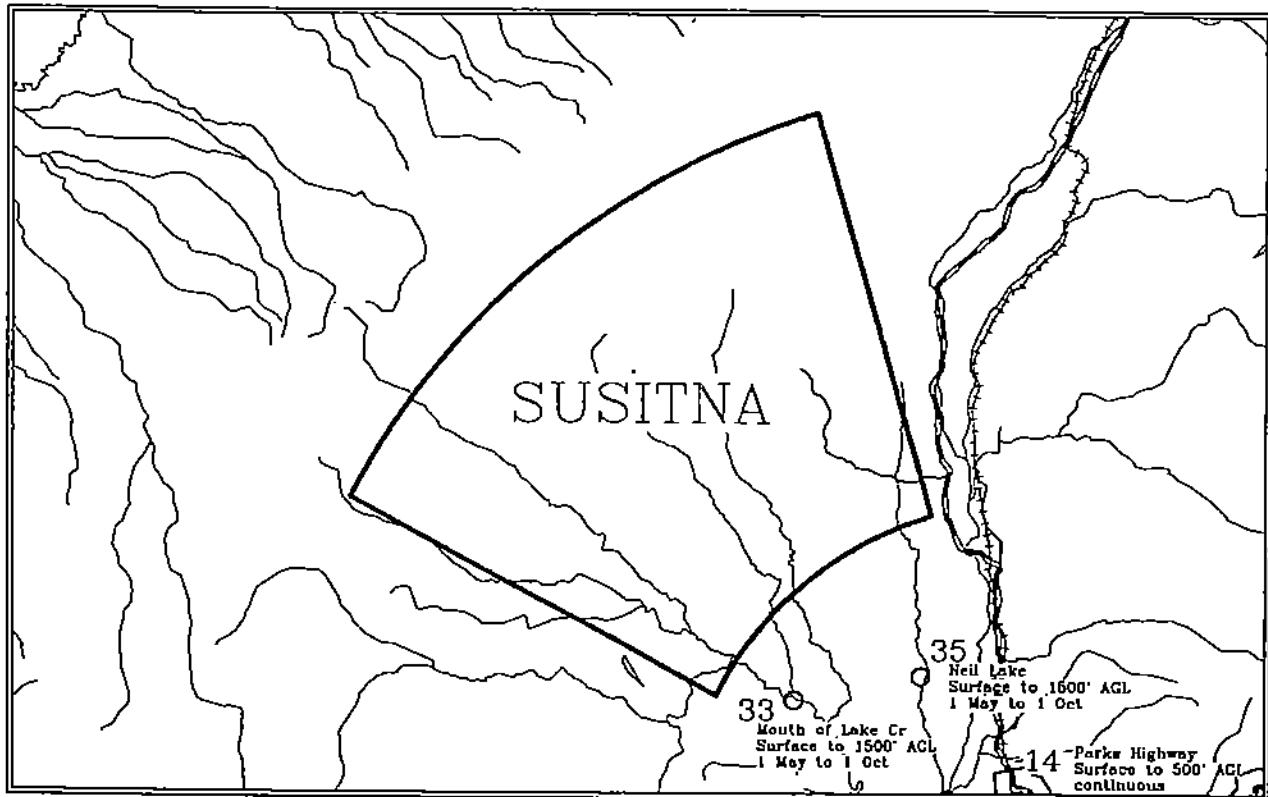 SUSITNA
35
Neil Lake
Surface to 1500' AGL
1 May to 1 Oct
33
Mouth of Lake Cr
Surface to 1500' AGL
1 May to 1 Oct
14
Parks Highway
Surface to 500' AGL
continuous